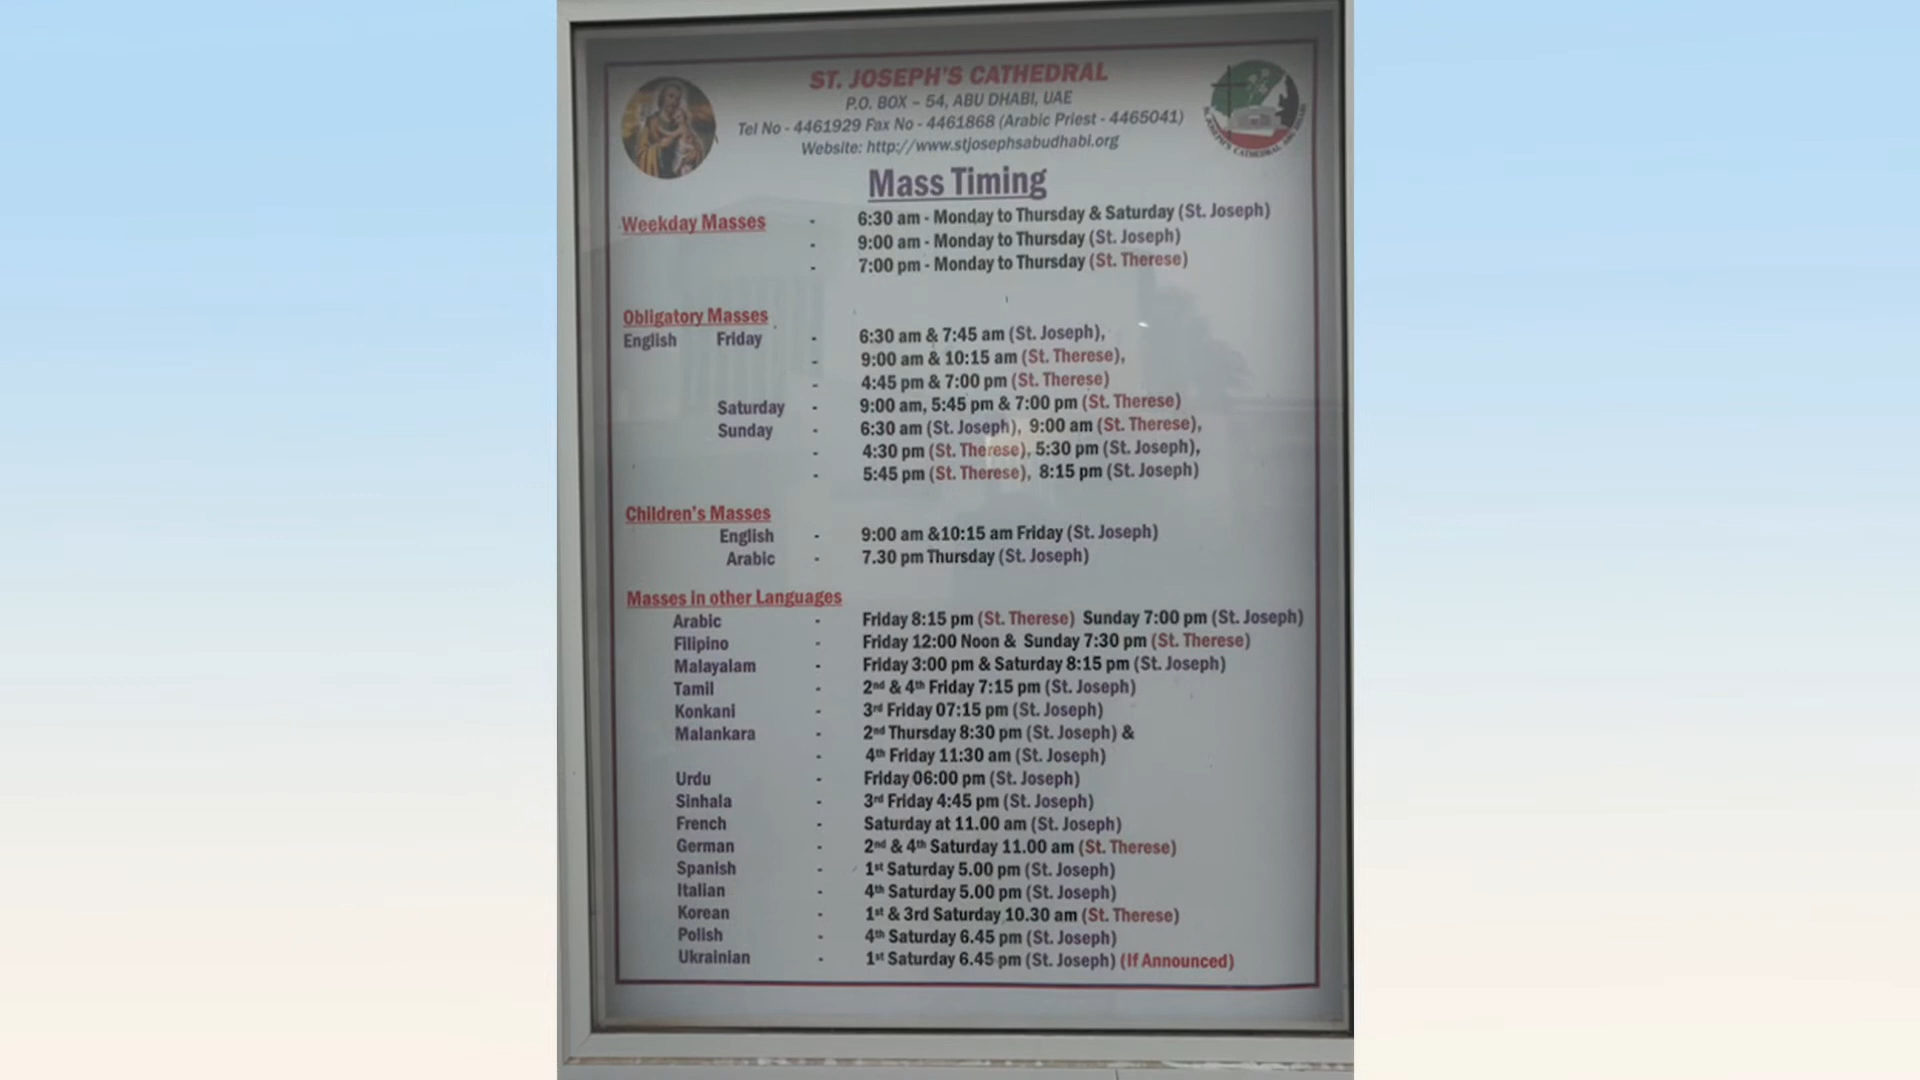 ST. JOSEPH'S CATHEDRAL
P.O. BOX – 54, ABU DHABI, UAE
Tel No - 4461929 Fax No - 4461868 (Arabic Priest - 4465041)
Website: http://www.stjosephsabudhabi.org
Mass Timing
Weekday Masses - 6:30 am - Monday to Thursday & Saturday (St. Joseph)
- 9:00 am - Monday to Thursday (St. Joseph)
- 7:00 pm - Monday to Thursday (St. Therese)
Obligatory Masses
English Friday - 6:30 am & 7:45 am (St. Joseph),
- 9:00 am & 10:15 am (St. Therese),
- 4:45 pm & 7:00 pm (St. Therese)
Saturday - 9:00 am, 5:45 pm & 7:00 pm (St. Therese)
Sunday - 6:30 am (St. Joseph), 9:00 am (St. Therese),
- 4:30 pm (St. Therese), 5:30 pm (St. Joseph),
- 5:45 pm (St. Therese), 8:15 pm (St. Joseph)
Children's Masses
English - 9:00 am &10:15 am Friday (St. Joseph)
Arabic - 7.30 pm Thursday (St. Joseph)
Masses in other Languages
Arabic - Friday 8:15 pm (St. Therese) Sunday 7:00 pm (St. Joseph)
Filipino - Friday 12:00 Noon & Sunday 7:30 pm (St. Therese)
Malayalam - Friday 3:00 pm & Saturday 8:15 pm (St. Joseph)
Tamil - 2nd & 4th Friday 7:15 pm (St. Joseph)
Konkani - 3rd Friday 07:15 pm (St. Joseph)
Malankara - 2nd Thursday 8:30 pm (St. Joseph) &
- 4th Friday 11:30 am (St. Joseph)
Urdu - Friday 06:00 pm (St. Joseph)
Sinhala - 3rd Friday 4:45 pm (St. Joseph)
French - Saturday at 11.00 am (St. Joseph)
German - 2nd & 4th Saturday 11.00 am (St. Therese)
Spanish - 1st Saturday 5.00 pm (St. Joseph)
Italian - 4th Saturday 5.00 pm (St. Joseph)
Korean - 1st & 3rd Saturday 10.30 am (St. Therese)
Polish - 4th Saturday 6.45 pm (St. Joseph)
Ukrainian - 1st Saturday 6.45 pm (St. Joseph) (If Announced)